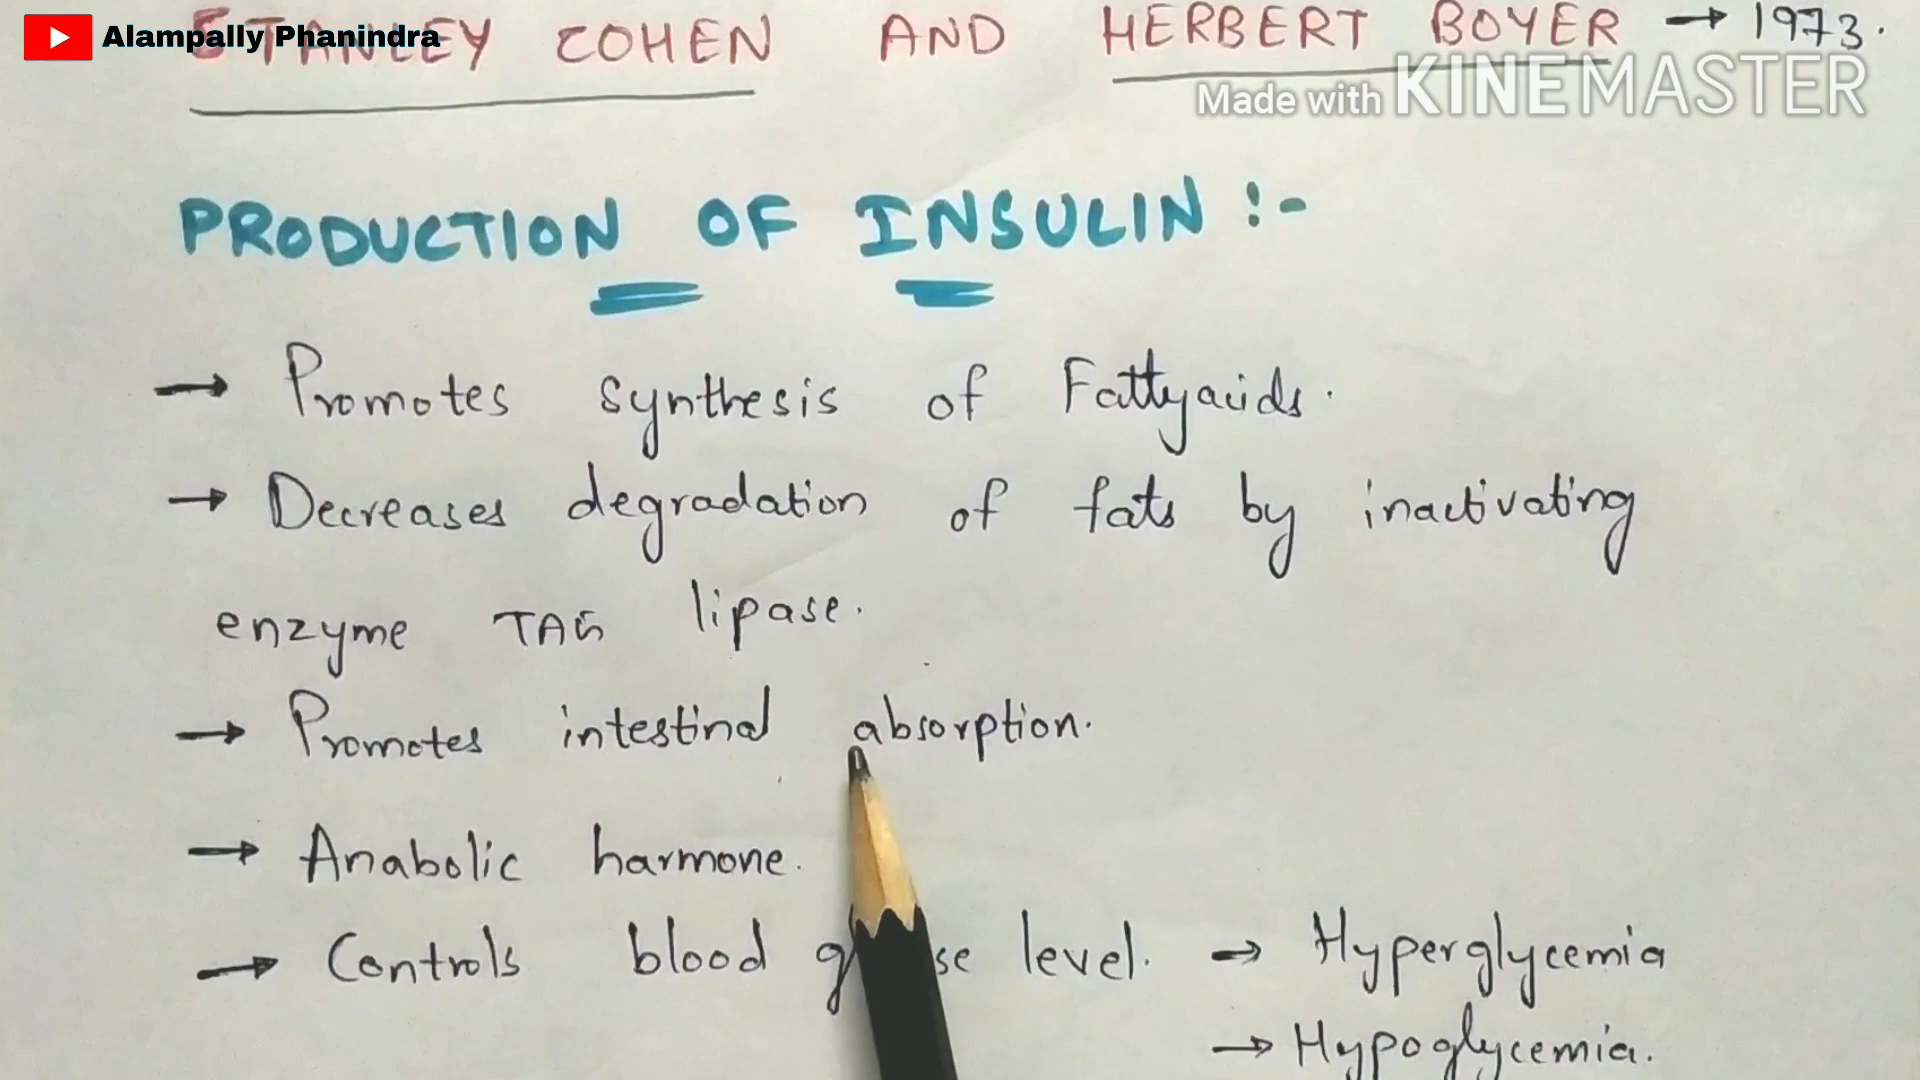 Alampally Phanindra
STANLEY COHEN AND HERBERT BOYER → 1973.
Made with KINEMASTER
PRODUCTION OF INSULIN :-
→ Promotes synthesis of Fattyacids.
→ Decreases degradation of fats by inactivating
enzyme TAG lipase.
→ Promotes intestinal absorption.
→ Anabolic harmone.
→ Controls blood level. → Hyperglycemia
→ Hypoglycemia.